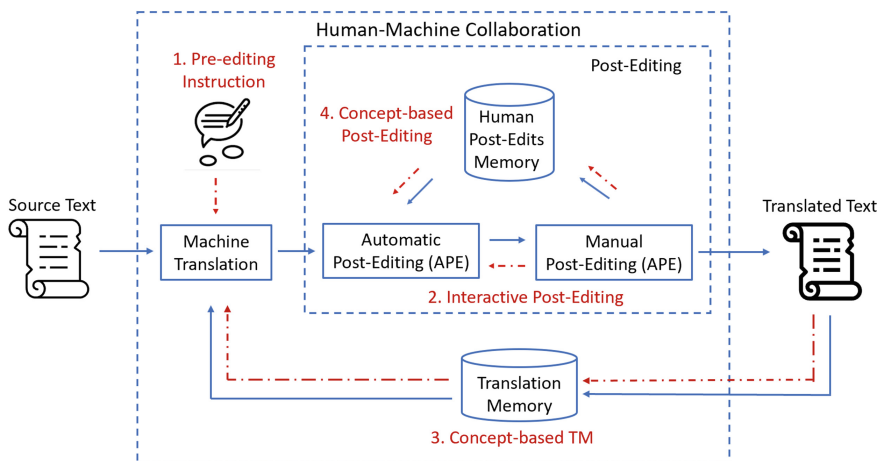 Human-Machine Collaboration
1. Pre-editing
Instruction
Post-Editing
4. Concept-based
Post-Editing
Human
Post-Edits
Memory
Source Text
Translated Text
Machine
Translation
Automatic
Post-Editing (APE)
Manual
Post-Editing (APE)
2. Interactive Post-Editing
Translation
Memory
3. Concept-based TM